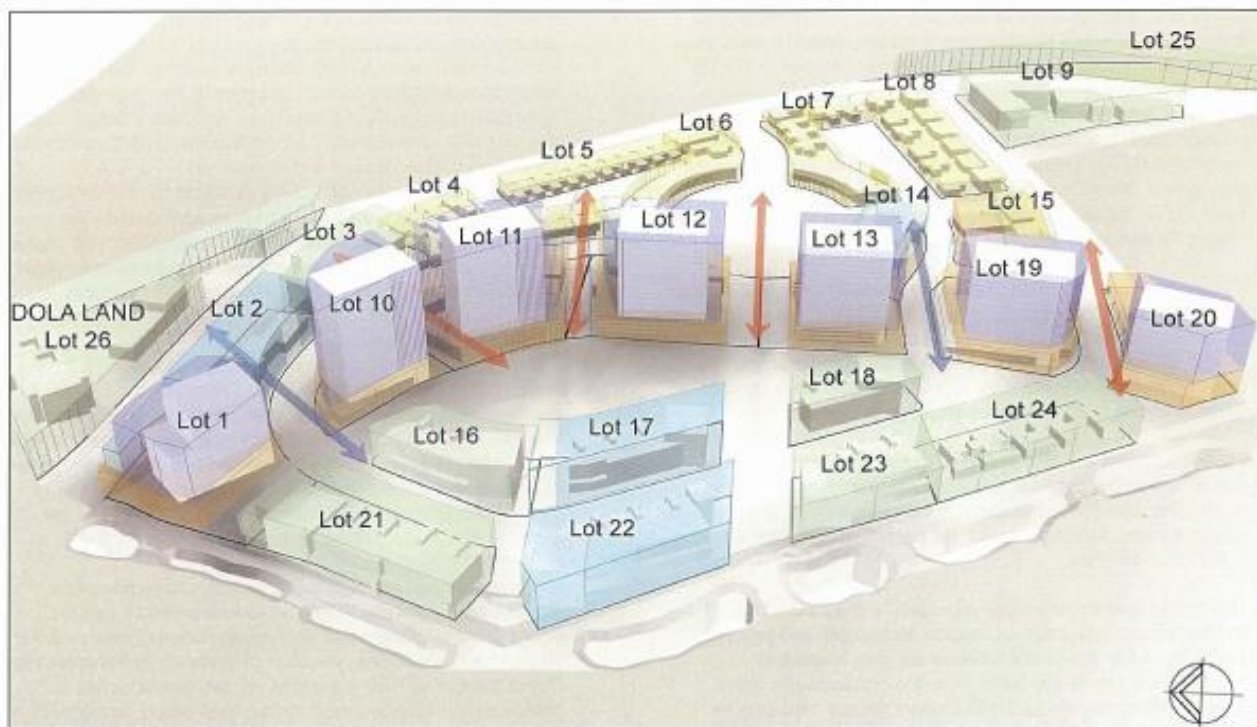 Lot 25
Lot 9
Lot 8
Lot 7
Lot 6
Lot 5
Lot 4
Lot 14
Lot 15
Lot 12
Lot 3
Lot 11
Lot 13
Lot 19
DOLA LAND
Lot 26
Lot 2
Lot 10
Lot 20
Lot 18
Lot 1
Lot 16
Lot 17
Lot 24
Lot 23
Lot 21
Lot 22